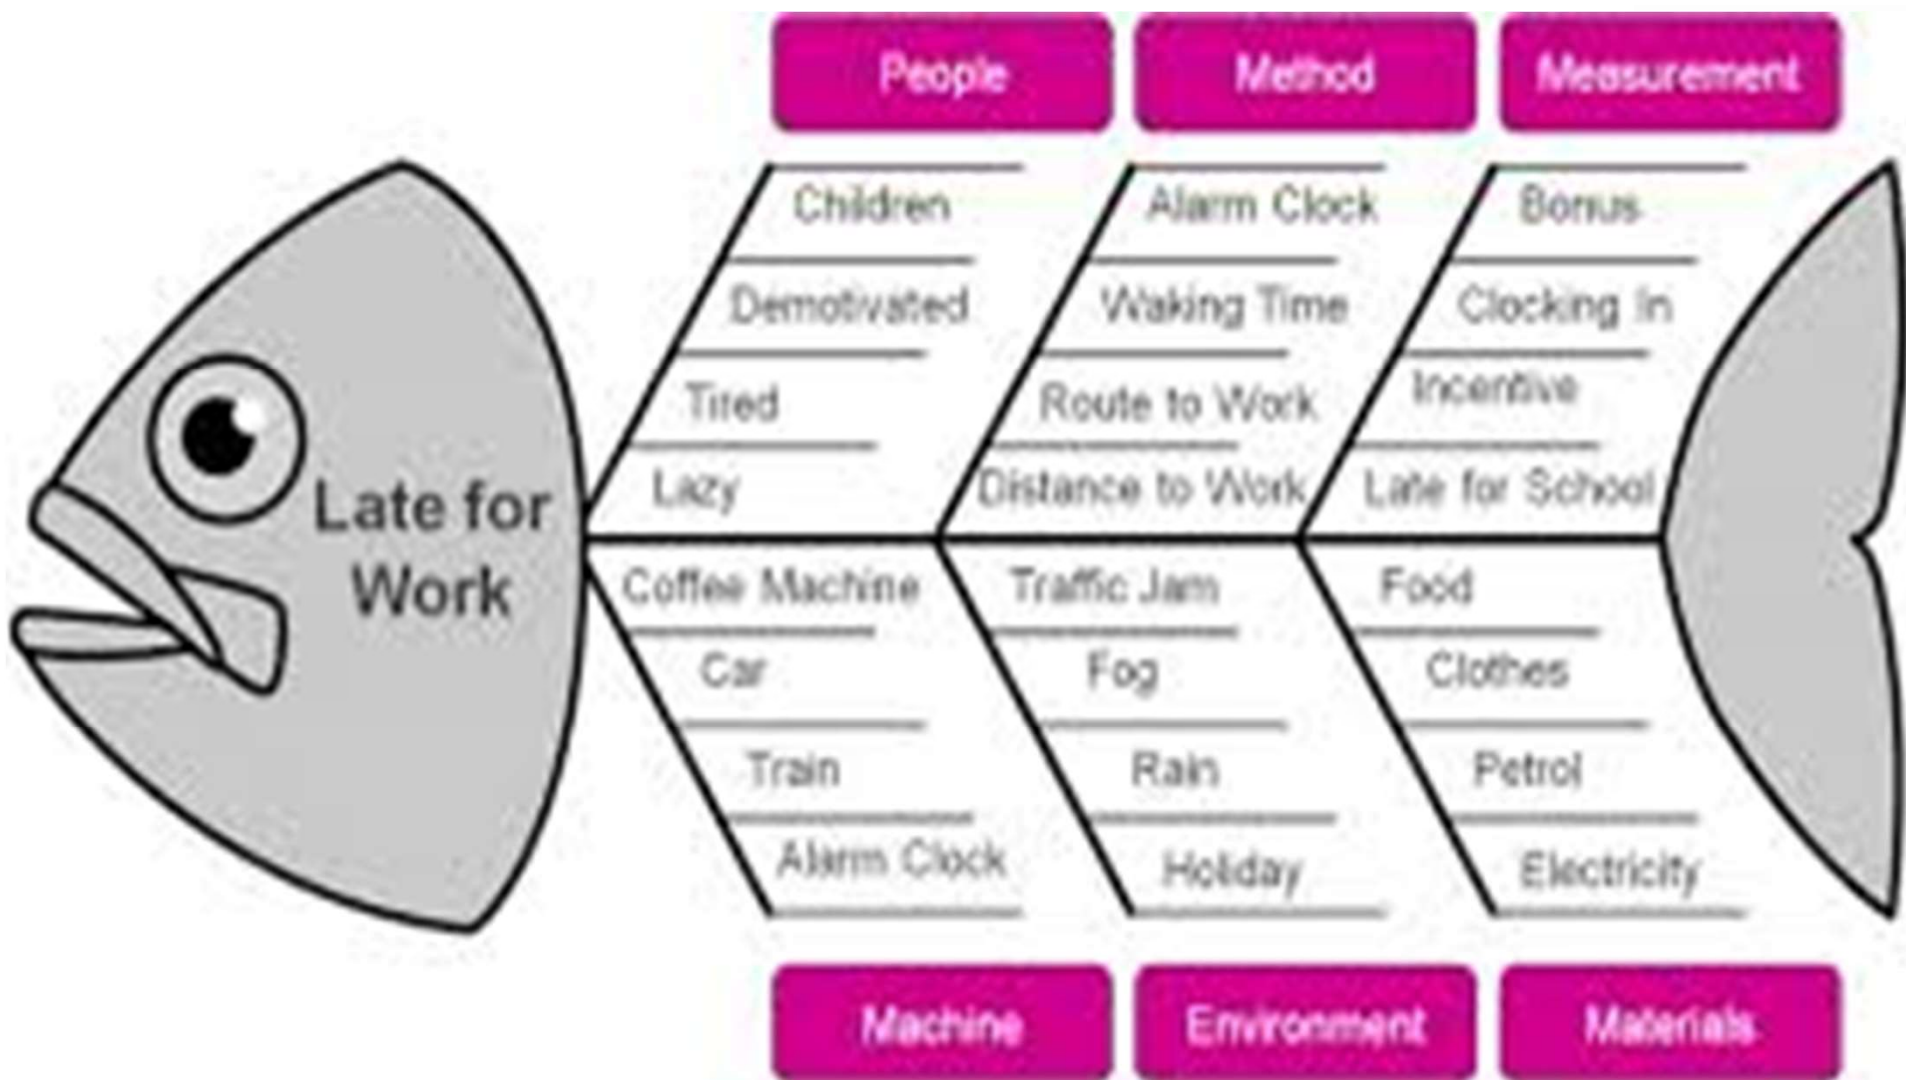 People
Method
Measurement
Children
Demotivated
Tired
Lazy
Alarm Clock
Waking Time
Route to Work
Distance to Work
Bonus
Clocking In
Incentive
Late for School
Late for
Work
Coffee Machine
Car
Train
Alarm Clock
Traffic Jam
Fog
Rain
Holiday
Food
Clothes
Petrol
Electricity
Machine
Environment
Materials